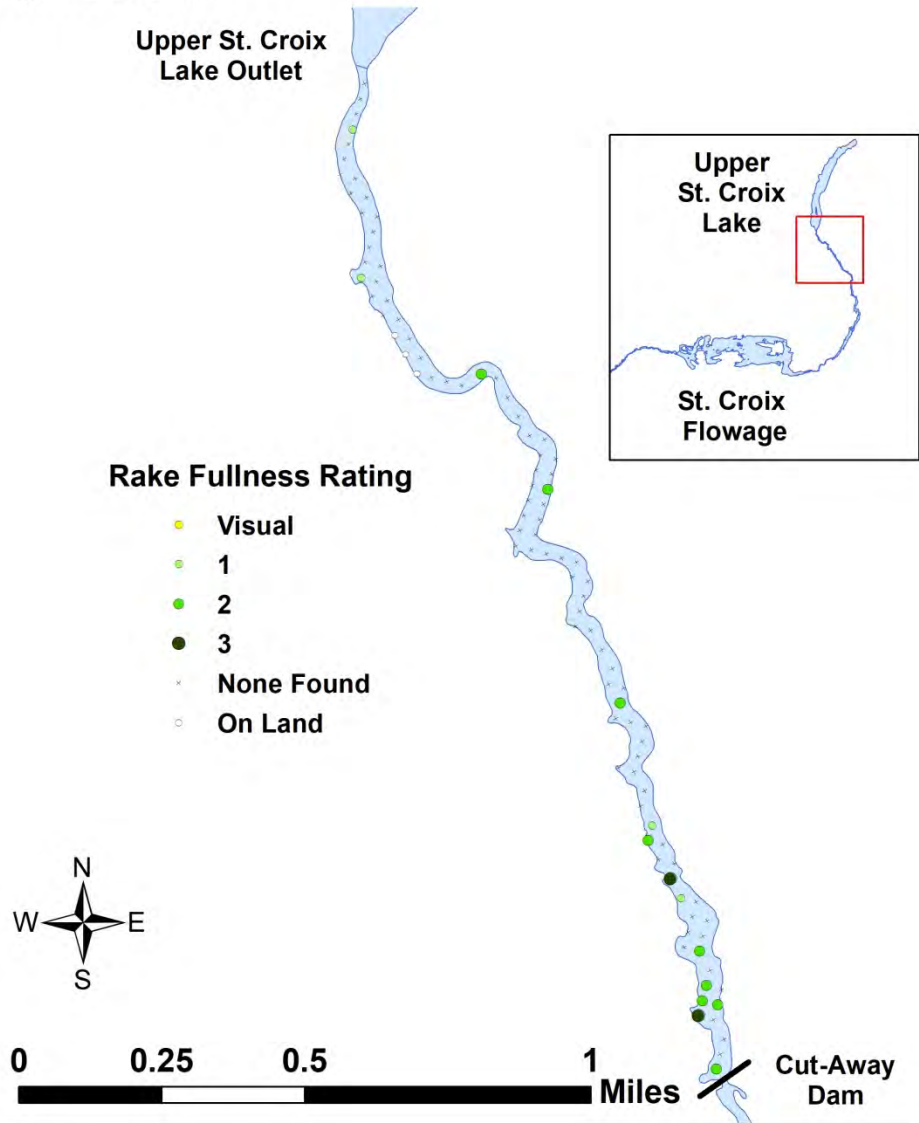 Upper St. Croix
Lake Outlet
Upper
St. Croix
Lake
St. Croix
Flowage
Rake Fullness Rating
Visual
1
2
3
None Found
On Land
N
W E
S
0 0.25 0.5 1
Miles
Cut-Away
Dam